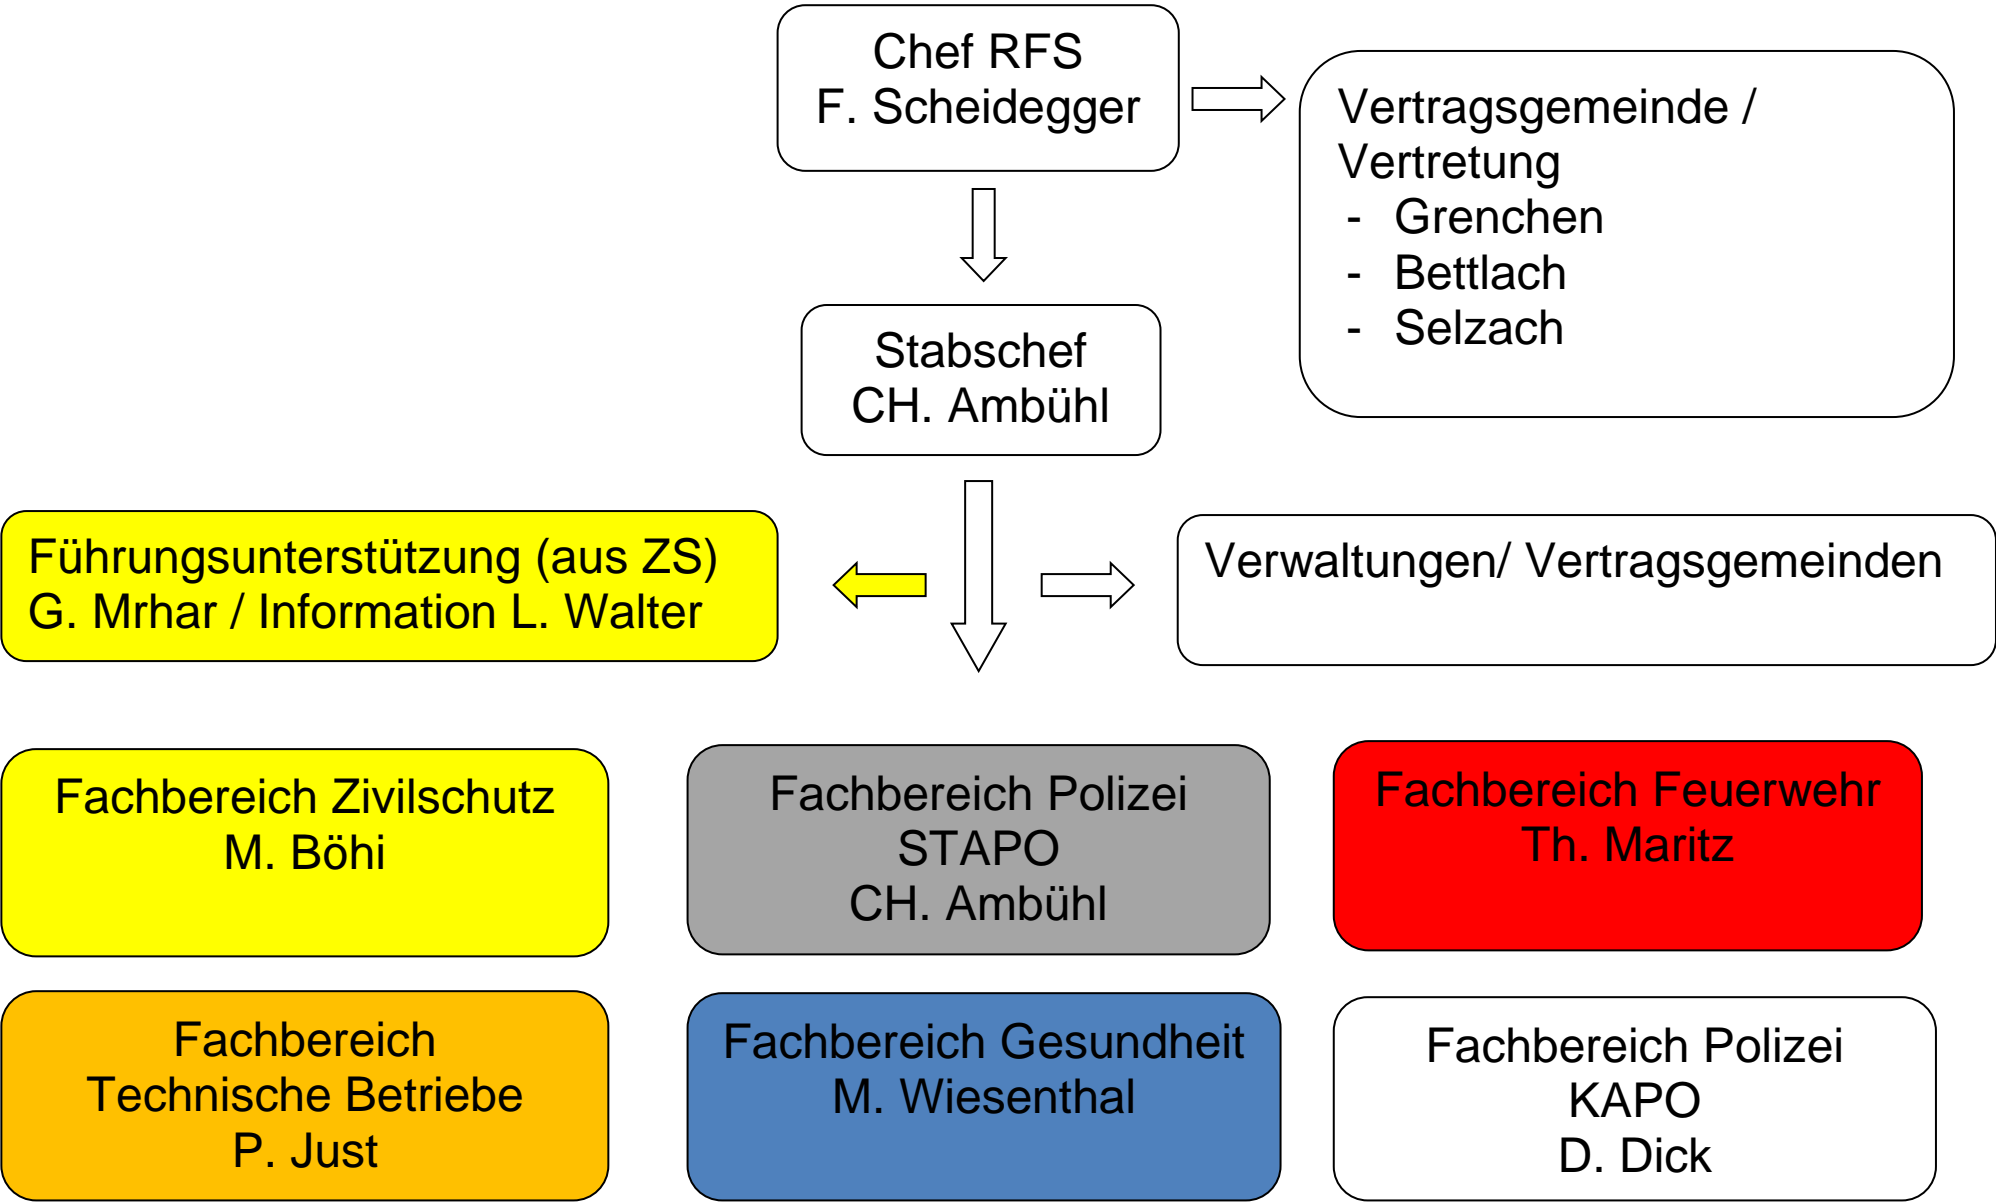 Chef RFS
F. Scheidegger
Vertragsgemeinde /
Vertretung
- Grenchen
- Bettlach
- Selzach
Stabschef
CH. Ambühl
Führungsunterstützung (aus ZS)
G. Mrhar / Information L. Walter
Verwaltungen/ Vertragsgemeinden
Fachbereich Zivilschutz
M. Böhi
Fachbereich Polizei
STAPO
CH. Ambühl
Fachbereich Feuerwehr
Th. Maritz
Fachbereich
Technische Betriebe
P. Just
Fachbereich Gesundheit
M. Wiesenthal
Fachbereich Polizei
KAPO
D. Dick